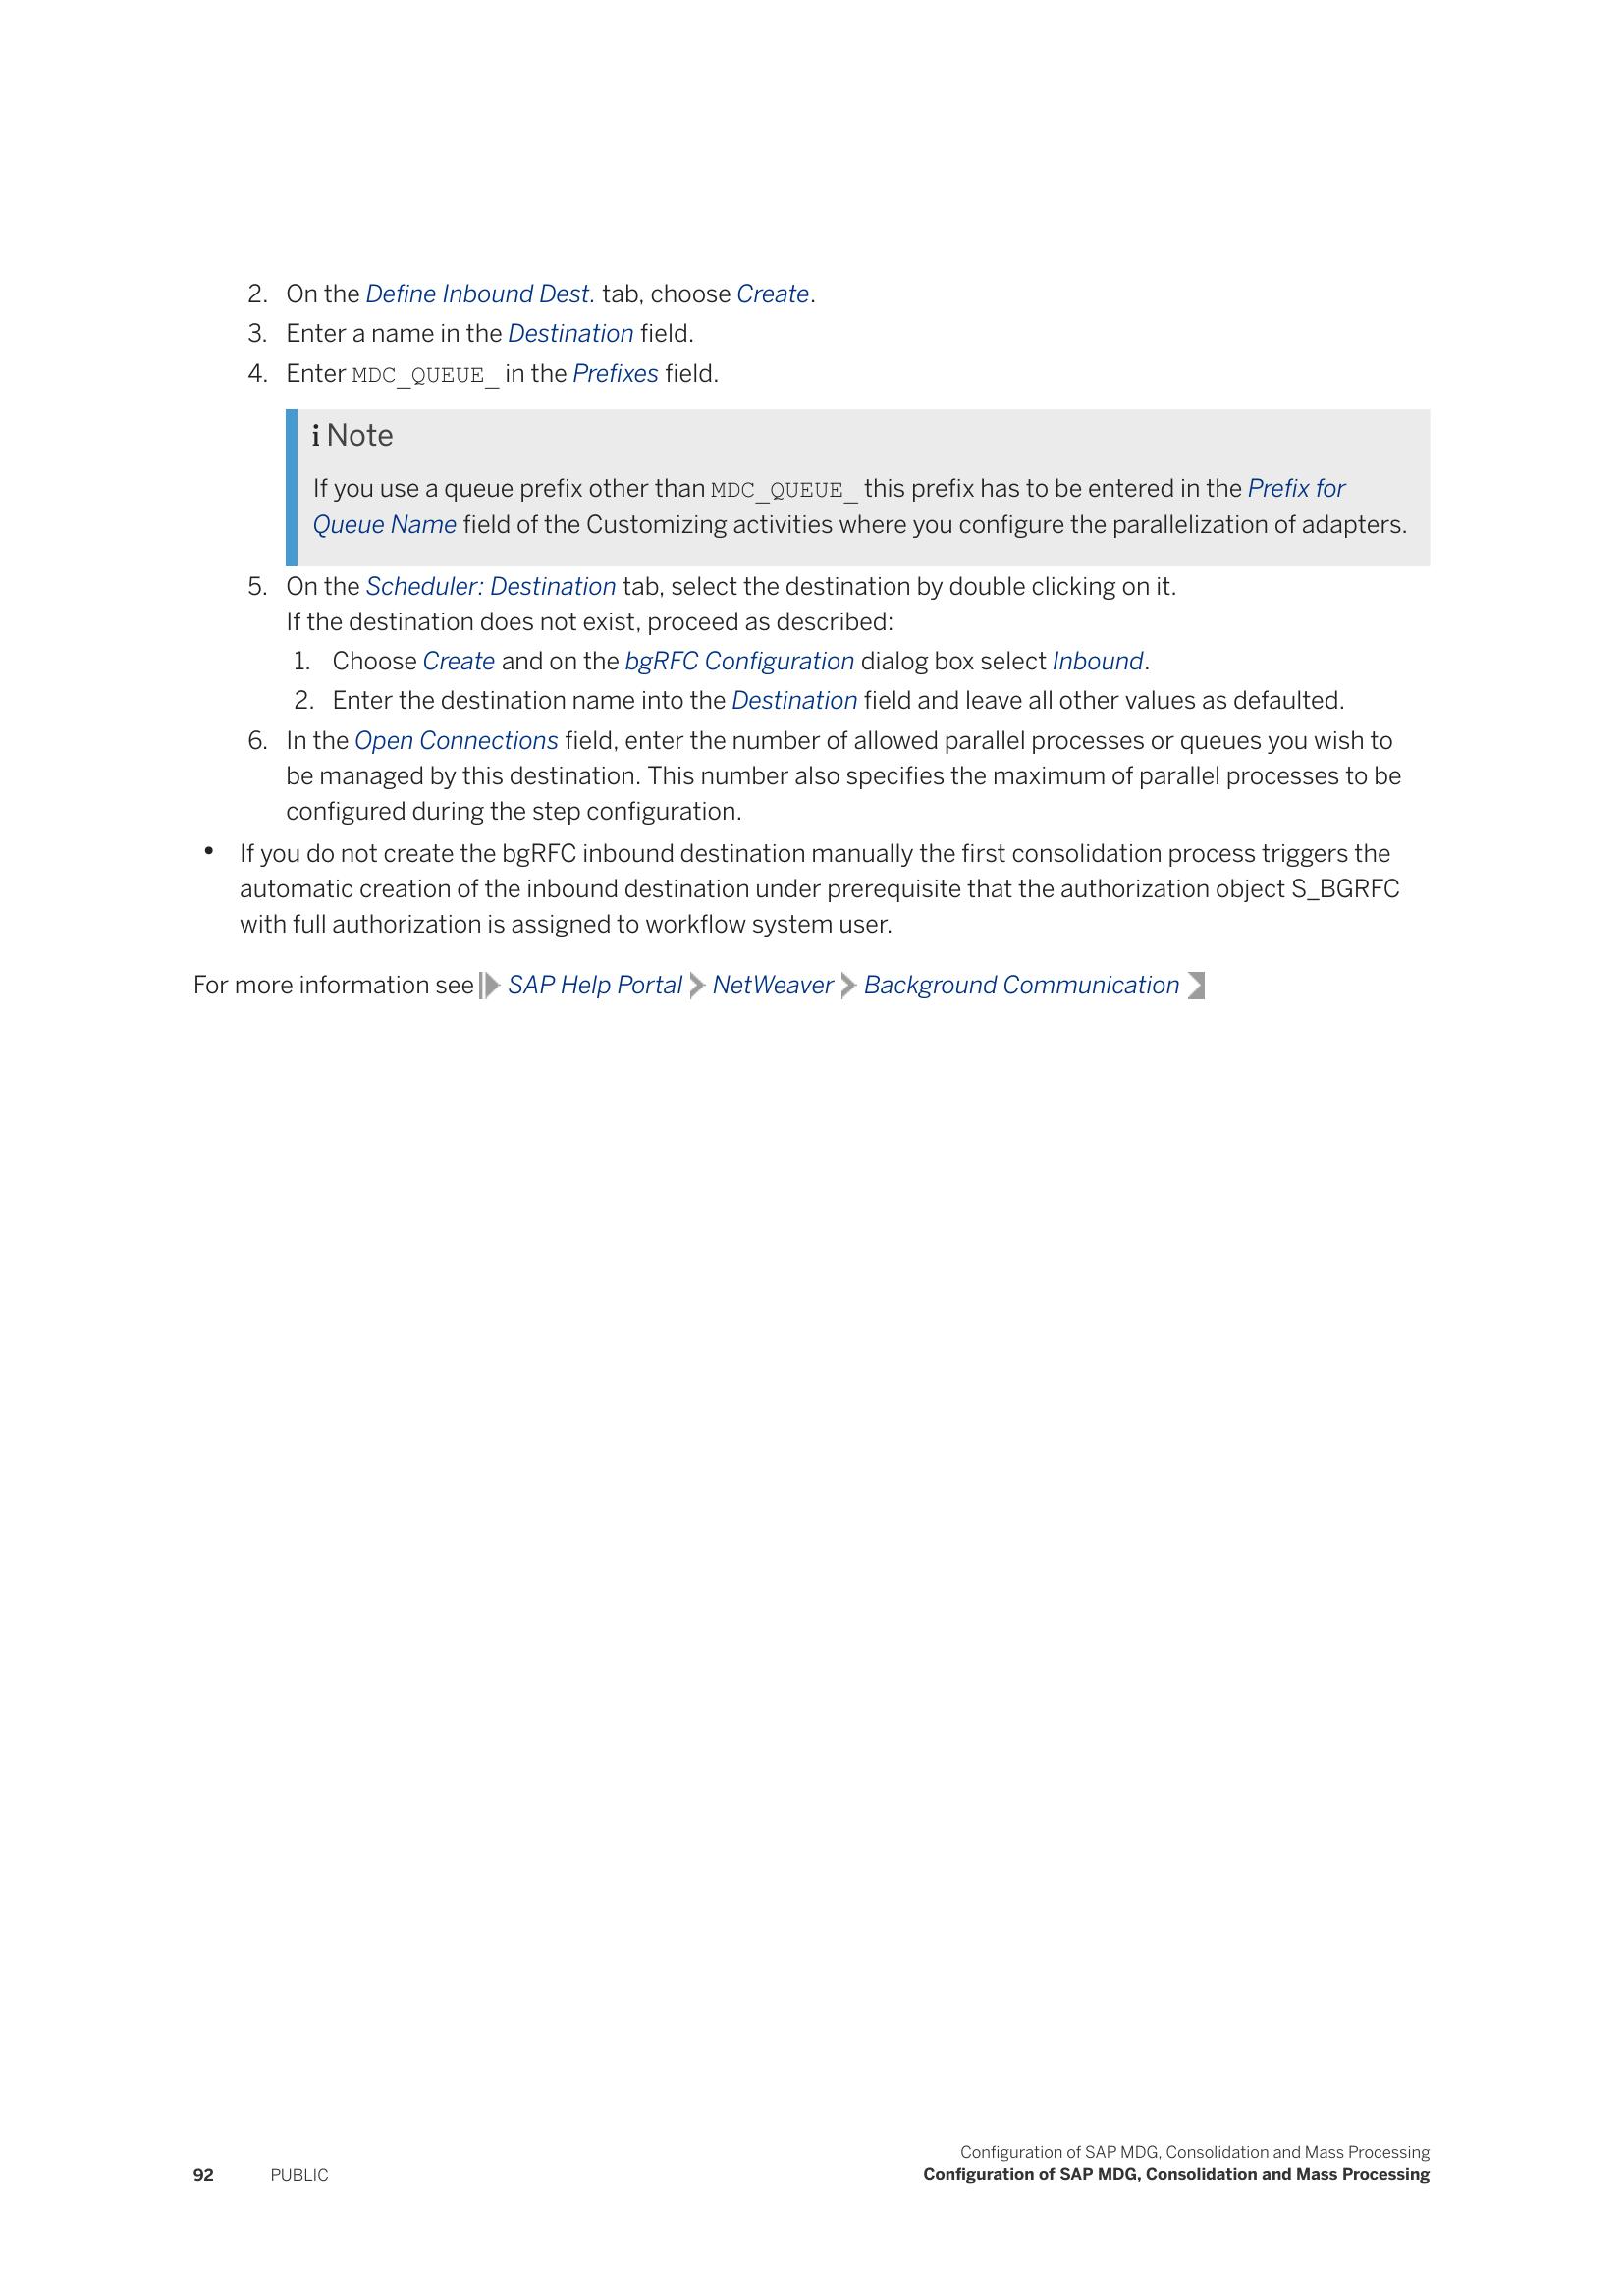 2. On the Define Inbound Dest. tab, choose Create.
3. Enter a name in the Destination field.
4. Enter MDC_QUEUE_ in the Prefixes field.
i Note
If you use a queue prefix other than MDC_QUEUE_ this prefix has to be entered in the Prefix for
Queue Name field of the Customizing activities where you configure the parallelization of adapters.
5. On the Scheduler: Destination tab, select the destination by double clicking on it.
If the destination does not exist, proceed as described:
1. Choose Create and on the bgRFC Configuration dialog box select Inbound.
2. Enter the destination name into the Destination field and leave all other values as defaulted.
6. In the Open Connections field, enter the number of allowed parallel processes or queues you wish to
be managed by this destination. This number also specifies the maximum of parallel processes to be
configured during the step configuration.
• If you do not create the bgRFC inbound destination manually the first consolidation process triggers the
automatic creation of the inbound destination under prerequisite that the authorization object S_BGRFC
with full authorization is assigned to workflow system user.
For more information see SAP Help Portal NetWeaver Background Communication
Configuration of SAP MDG, Consolidation and Mass Processing
92 PUBLIC Configuration of SAP MDG, Consolidation and Mass Processing